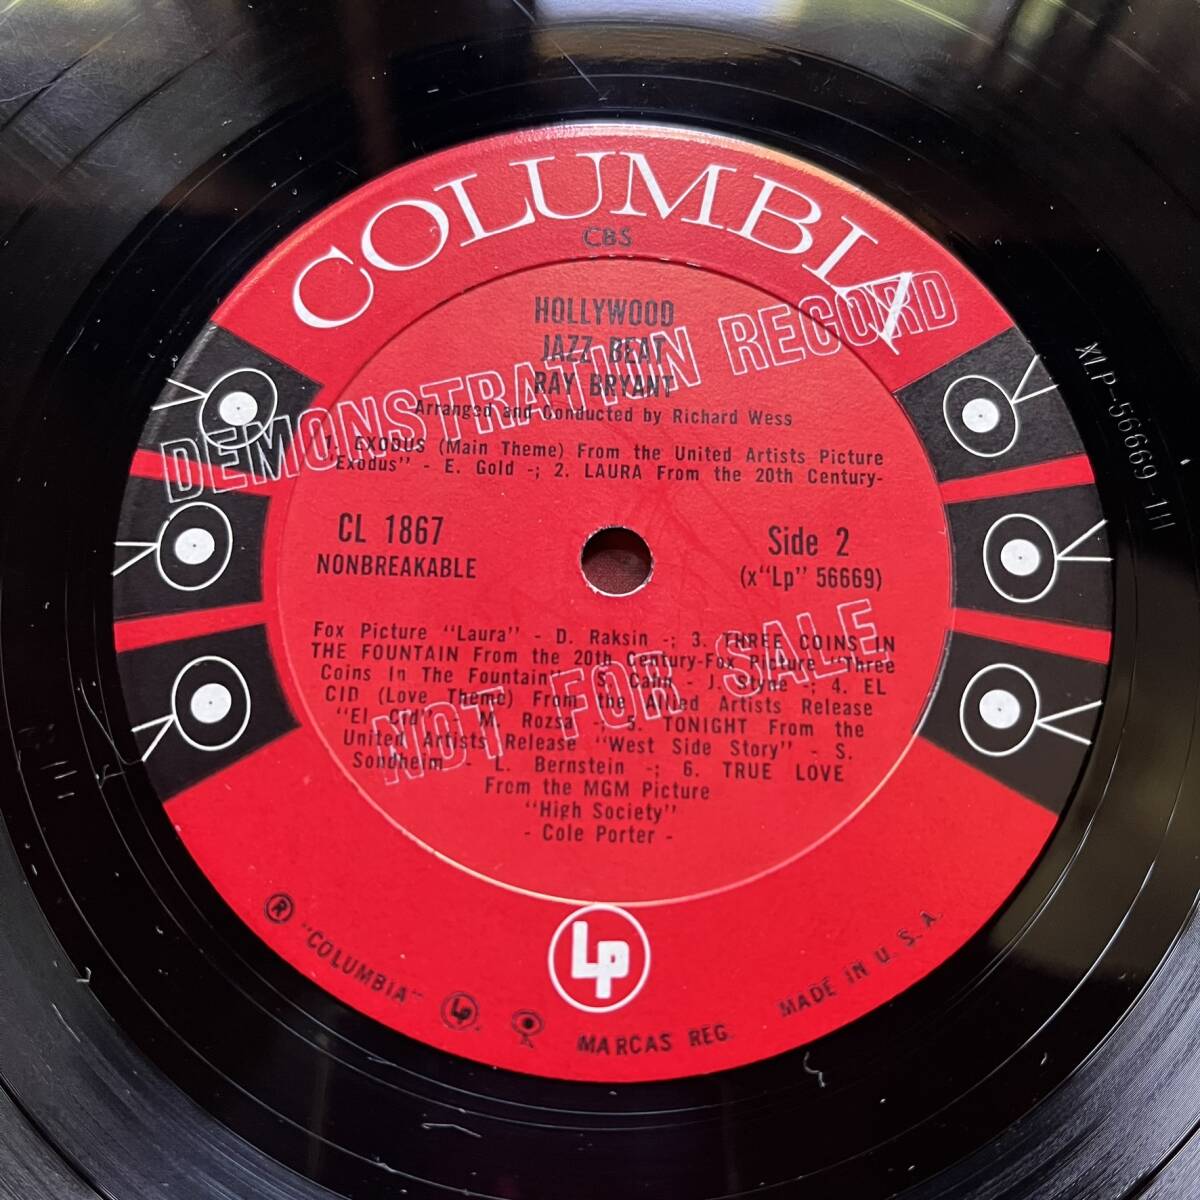 COLUMBIA
CBS
HOLLYWOOD
JAZZ BEAT
RAY BRYANT
Arranged and Conducted by Richard Wess
DEMONSTRATION RECORD
1. EXODUS (Main Theme) From the United Artists Picture
"Exodus" - E. Gold -; 2. LAURA From the 20th Century-
CL 1867
NONBREAKABLE
Side 2
(x"Lp" 56669)
Fox Picture "Laura" - D. Raksin -; 3. THREE COINS IN
THE FOUNTAIN From the 20th Century-Fox Picture "Three
Coins In The Fountain" - S. Cahn - J. Styne -; 4. EL
CID (Love Theme) From the Allied Artists Release
"El Cid" - M. Rozsa -; 5. TONIGHT From the
United Artists Release "West Side Story" - S.
Sondheim - L. Bernstein -; 6. TRUE LOVE
From the MGM Picture
"High Society"
- Cole Porter -
NOT FOR SALE
Lp
® "COLUMBIA" Lp MARCAS REG. MADE IN U. S. A.
XLP-56669-1H